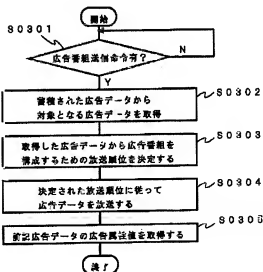 開始
S0301
広告番組送信命令有?
N
Y
蓄積された広告データから
対象となる広告データを取得
S0302
取得した広告データから広告番組を
構成するための放送順位を決定する
S0303
決定された放送順位に従って
広告データを放送する
S0304
前記広告データの広告属性値を取得する
S0305
終了